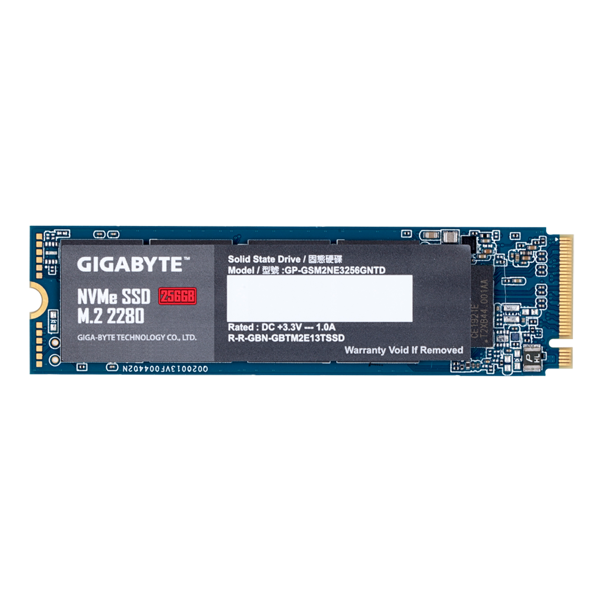 GIGABYTE™
NVMe SSD 256GB
M.2 2280
GIGA-BYTE TECHNOLOGY CO., LTD.
Solid State Drive / 固態硬碟
Model / 型號 :GP-GSM2NE3256GNTD
Rated : DC +3.3V ⎓ 1.0A
R-R-GBN-GBTM2E13TSSD
Warranty Void If Removed